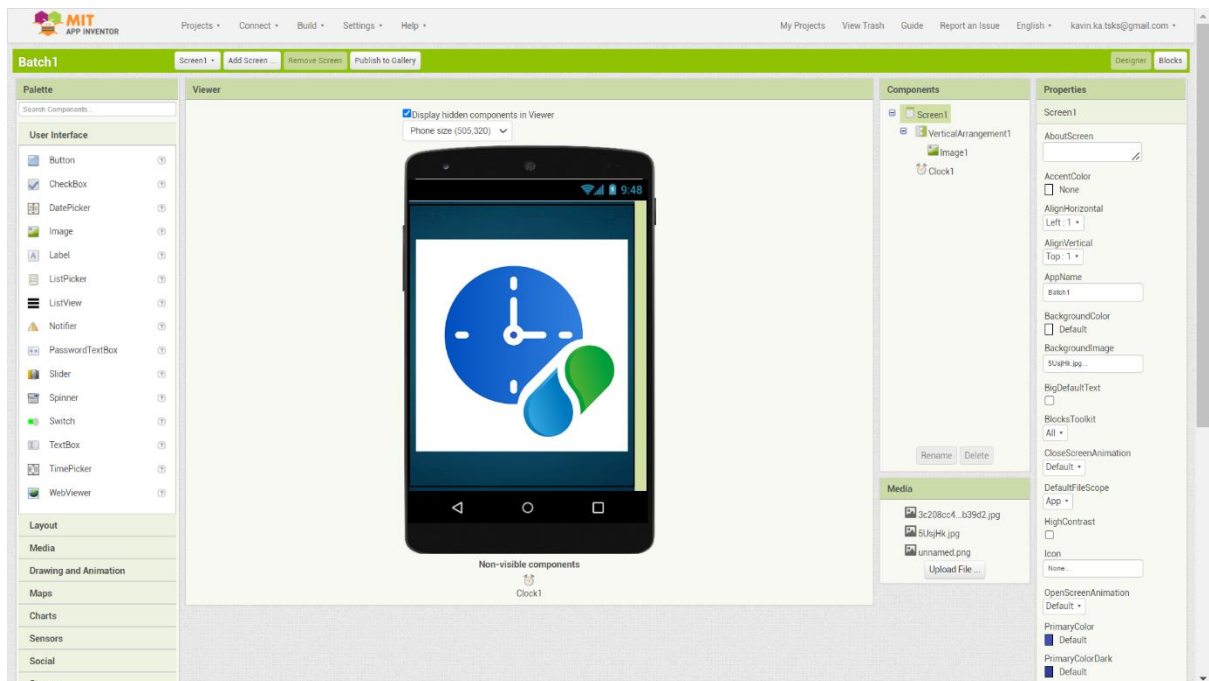 MIT
APP INVENTOR
Projects Connect Build Settings Help My Projects View Trash Guide Report an Issue English kavin.ka.tsks@gmail.com
Batch1 Screen1 Add Screen ... Remove Screen Publish to Gallery Designer Blocks
Palette
Search Components...
User Interface
Button
CheckBox
DatePicker
Image
Label
ListPicker
ListView
Notifier
PasswordTextBox
Slider
Spinner
Switch
TextBox
TimePicker
WebViewer
Layout
Media
Drawing and Animation
Maps
Charts
Sensors
Social
Viewer
Display hidden components in Viewer
Phone size (505,320)
9:48
Non-visible components
Clock1
Components
Screen1
VerticalArrangement1
Image1
Clock1
Rename Delete
Media
3c208cc4...b39d2.jpg
5UsjHk.jpg
unnamed.png
Upload File ...
Properties
Screen1
AboutScreen
AccentColor
None
AlignHorizontal
Left : 1
AlignVertical
Top : 1
AppName
Batch1
BackgroundColor
Default
BackgroundImage
5UsjHk.jpg...
BigDefaultText
BlocksToolkit
All
CloseScreenAnimation
Default
DefaultFileScope
App
HighContrast
Icon
None...
OpenScreenAnimation
Default
PrimaryColor
Default
PrimaryColorDark
Default